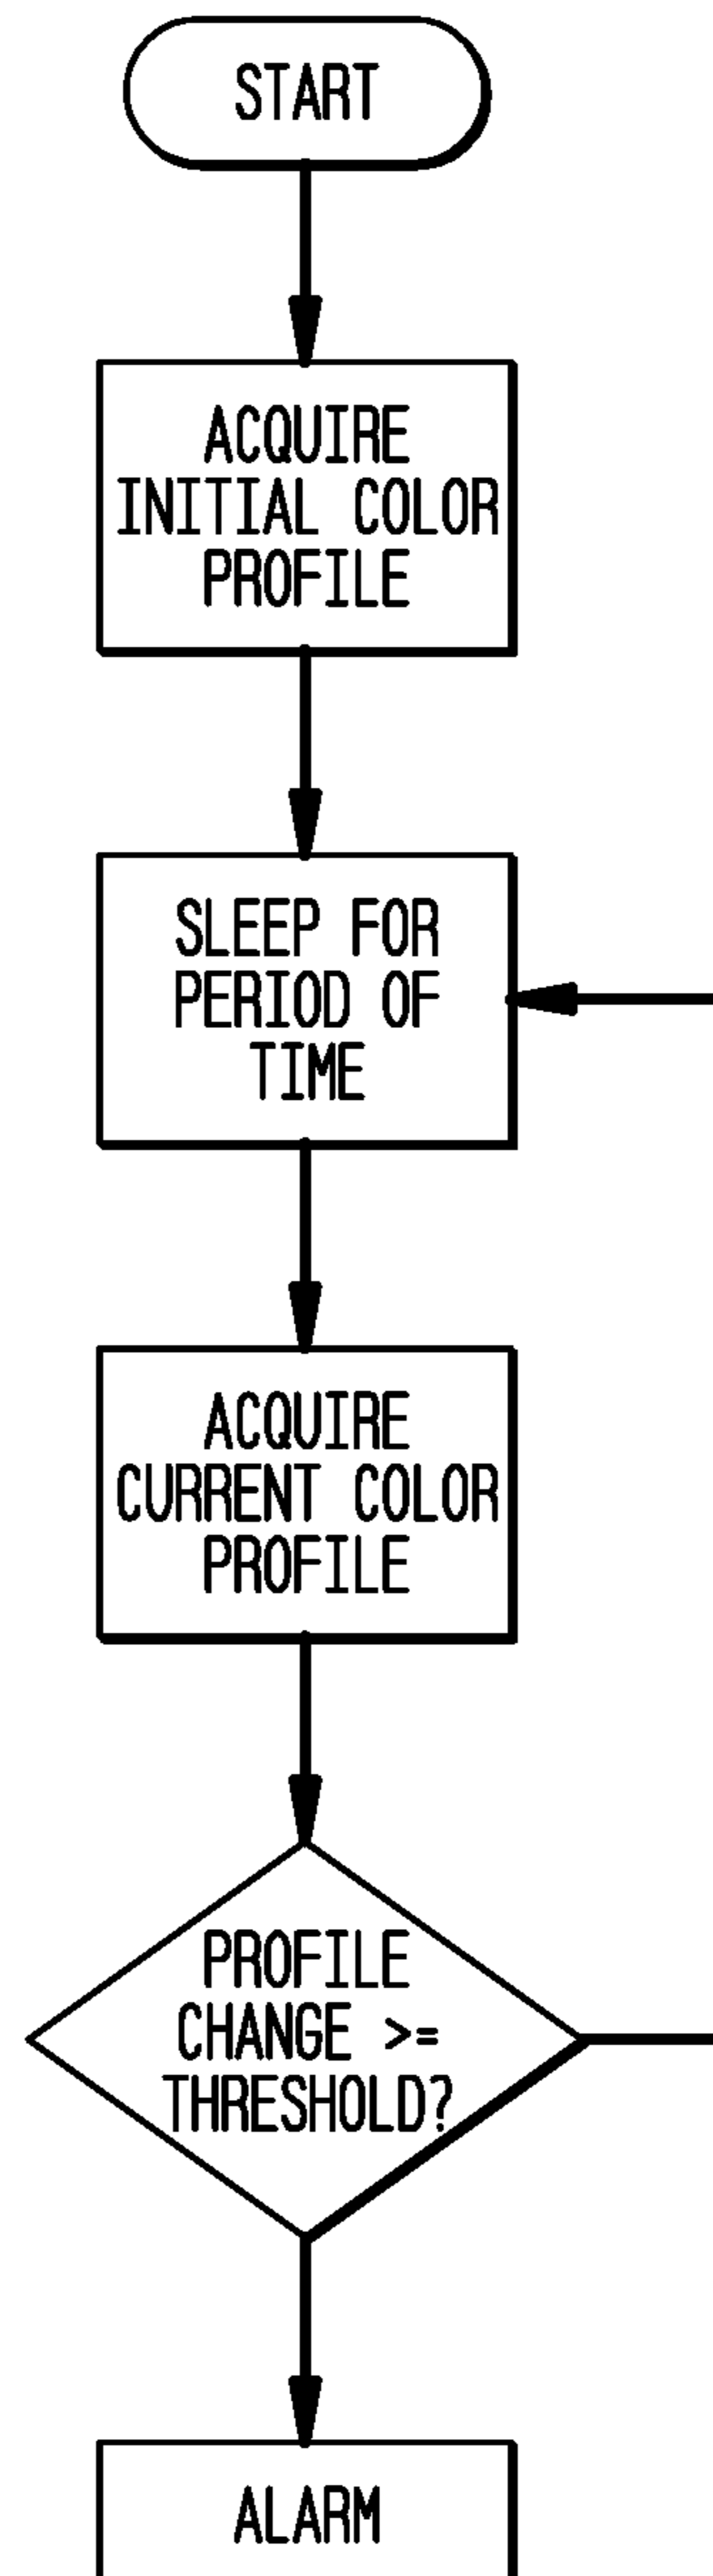 START
ACQUIRE
INITIAL COLOR
PROFILE
SLEEP FOR
PERIOD OF
TIME
ACQUIRE
CURRENT COLOR
PROFILE
PROFILE
CHANGE >=
THRESHOLD?
ALARM